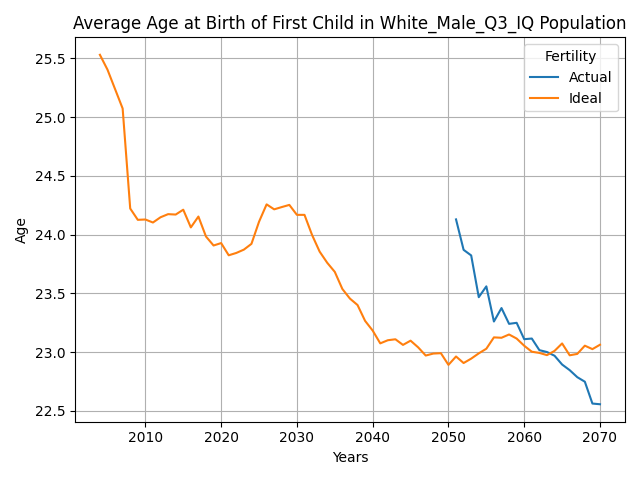 Average Age at Birth of First Child in White_Male_Q3_IQ Population
Fertility
Actual
Ideal
25.5
25.0
24.5
24.0
23.5
23.0
22.5
Age
2010
2020
2030
2040
2050
2060
2070
Years